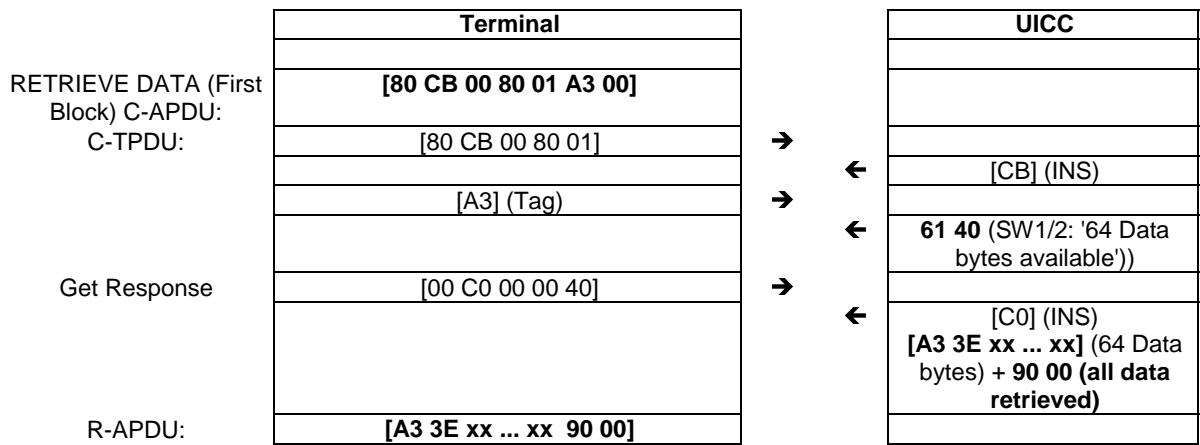 Terminal UICC
RETRIEVE DATA (First [80 CB 00 80 01 A3 00]
Block) C-APDU:
C-TPDU: [80 CB 00 80 01] ➔
🡰 [CB] (INS)
[A3] (Tag) ➔
🡰 61 40 (SW1/2: '64 Data
bytes available'))
Get Response [00 C0 00 00 40] ➔
🡰 [C0] (INS)
[A3 3E xx ... xx] (64 Data
bytes) + 90 00 (all data
retrieved)
R-APDU: [A3 3E xx ... xx 90 00]